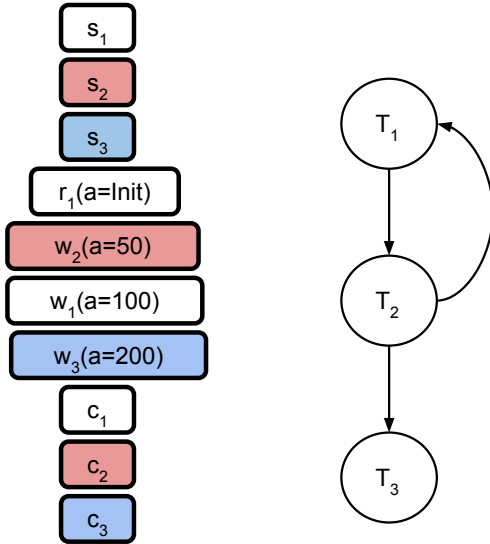 s₁
s₂
s₃
r₁(a=Init)
w₂(a=50)
w₁(a=100)
w₃(a=200)
c₁
c₂
c₃
T₁
T₂
T₃